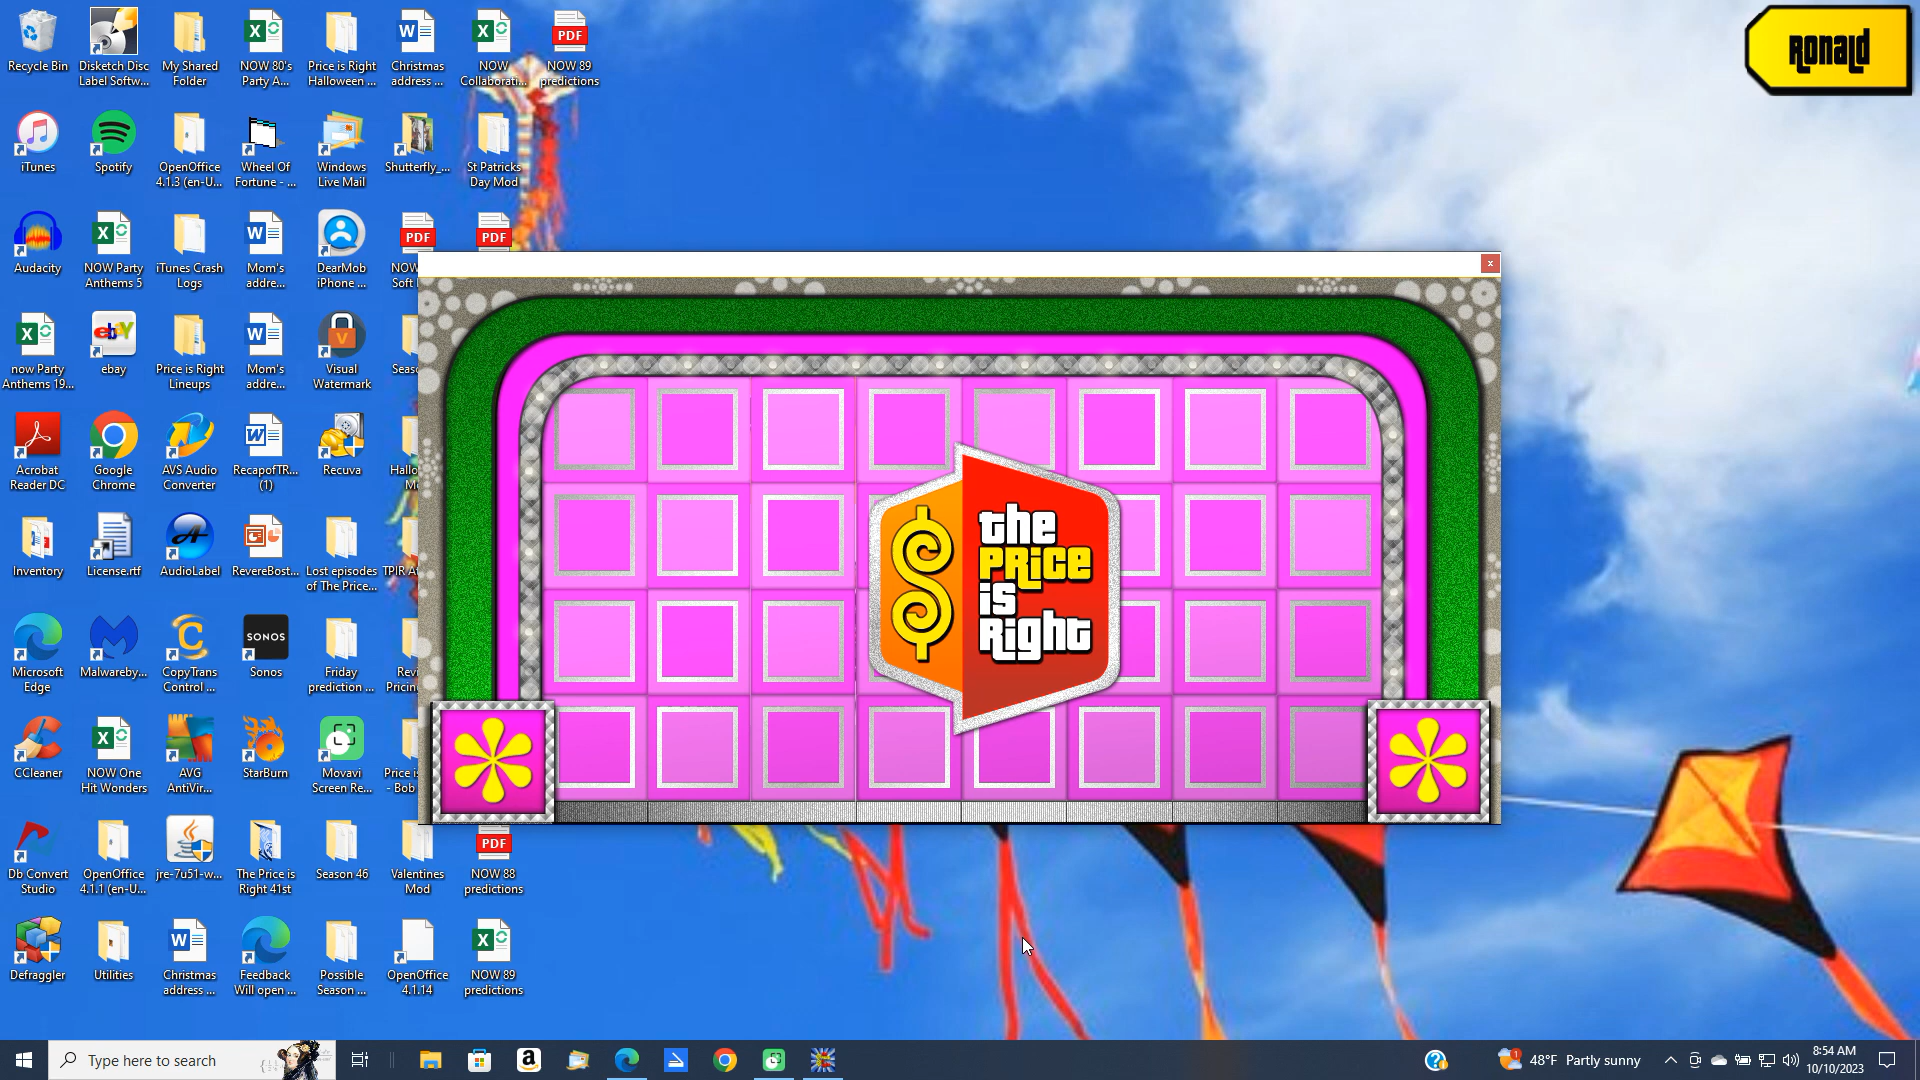 Recycle Bin
Disketch Disc
Label Softw...
My Shared
Folder
NOW 80's
Party A...
Price is Right
Halloween ...
Christmas
address ...
NOW
Collaborati...
PDF
NOW 89
predictions
Ronald
iTunes
Spotify
OpenOffice
4.1.3 (en-U...
Wheel Of
Fortune - ...
Windows
Live Mail
Shutterfly_...
St Patricks
Day Mod
Audacity
NOW Party
Anthems 5
iTunes Crash
Logs
Mom's
addre...
DearMob
iPhone ...
PDF
NOW
Soft
PDF
now Party
Anthems 19...
ebay
ebay
Price is Right
Lineups
Mom's
addre...
Visual
Watermark
Acrobat
Reader DC
Google
Chrome
AVS Audio
Converter
RecapofTR...
(1)
Recuva
Inventory
License.rtf
AudioLabel
RevereBost...
Lost episodes
of The Price...
the
PRice
is
Right
SONOS
Microsoft
Edge
Malwareby...
CopyTrans
Control ...
Sonos
Friday
prediction ...
CCleaner
NOW One
Hit Wonders
AVG
AntiVir...
StarBurn
Movavi
Screen Re...
Price is
- Bob
Db Convert
Studio
OpenOffice
4.1.1 (en-U...
jre-7u51-w...
The Price is
Right 41st
Season 46
Valentines
Mod
PDF
NOW 88
predictions
Defraggler
Utilities
Christmas
address ...
Feedback
Will open ...
Possible
Season ...
OpenOffice
4.1.14
NOW 89
predictions
Type here to search
48°F Partly sunny
8:54 AM
10/10/2023